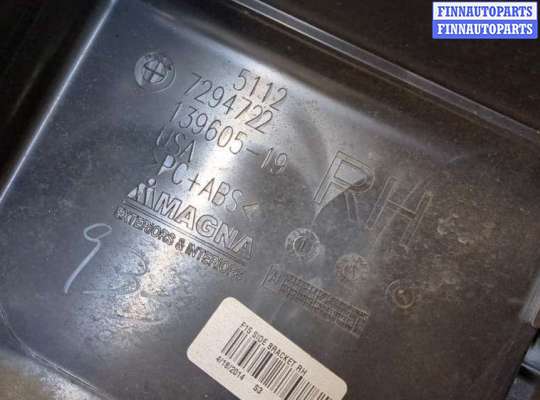 FINNAUTOPARTS
FINNAUTOPARTS
5112
7294722
139605-19
USA
>PC+ABS<
RH
MAGNA
EXTERIORS & INTERIORS
93
F15 SIDE BRACKET RH
4/16/2014 S3